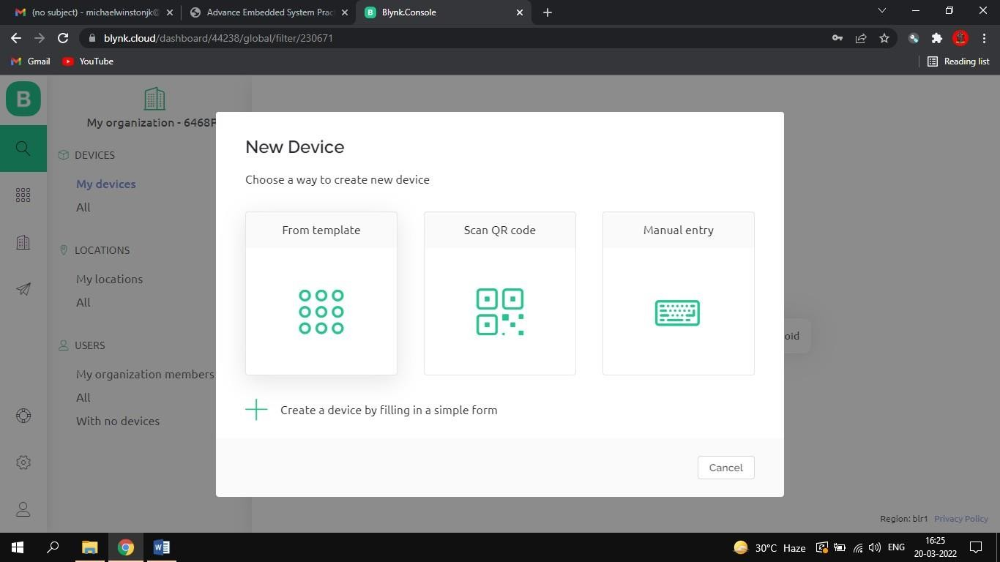 (no subject) - michaelwinstonjk@
Advance Embedded System Prac
Blynk.Console
blynk.cloud/dashboard/44238/global/filter/230671
Gmail
YouTube
Reading list
B
My organization - 6468
DEVICES
My devices
All
LOCATIONS
My locations
All
USERS
My organization members
All
With no devices
New Device
Choose a way to create new device
From template
Scan QR code
Manual entry
Create a device by filling in a simple form
Cancel
oid
Region: blr1 Privacy Policy
30°C Haze
ENG
16:25
20-03-2022